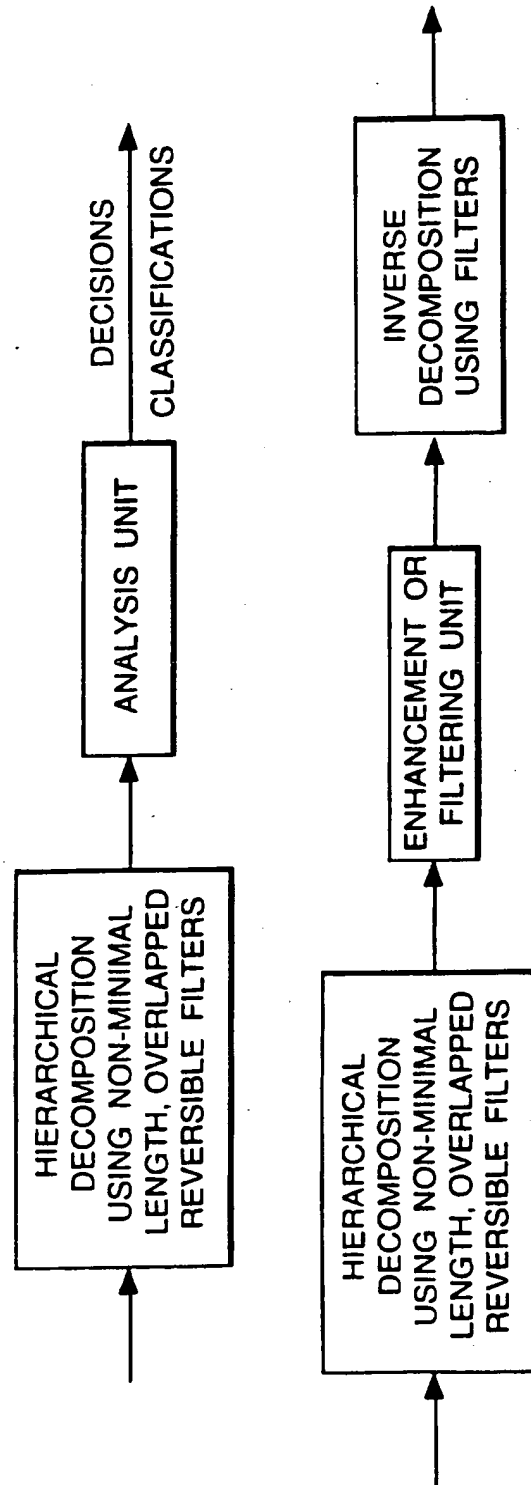 HIERARCHICAL
DECOMPOSITION
USING NON-MINIMAL
LENGTH, OVERLAPPED
REVERSIBLE FILTERS
ANALYSIS UNIT
DECISIONS
CLASSIFICATIONS
HIERARCHICAL
DECOMPOSITION
USING NON-MINIMAL
LENGTH, OVERLAPPED
REVERSIBLE FILTERS
ENHANCEMENT OR
FILTERING UNIT
INVERSE
DECOMPOSITION
USING FILTERS